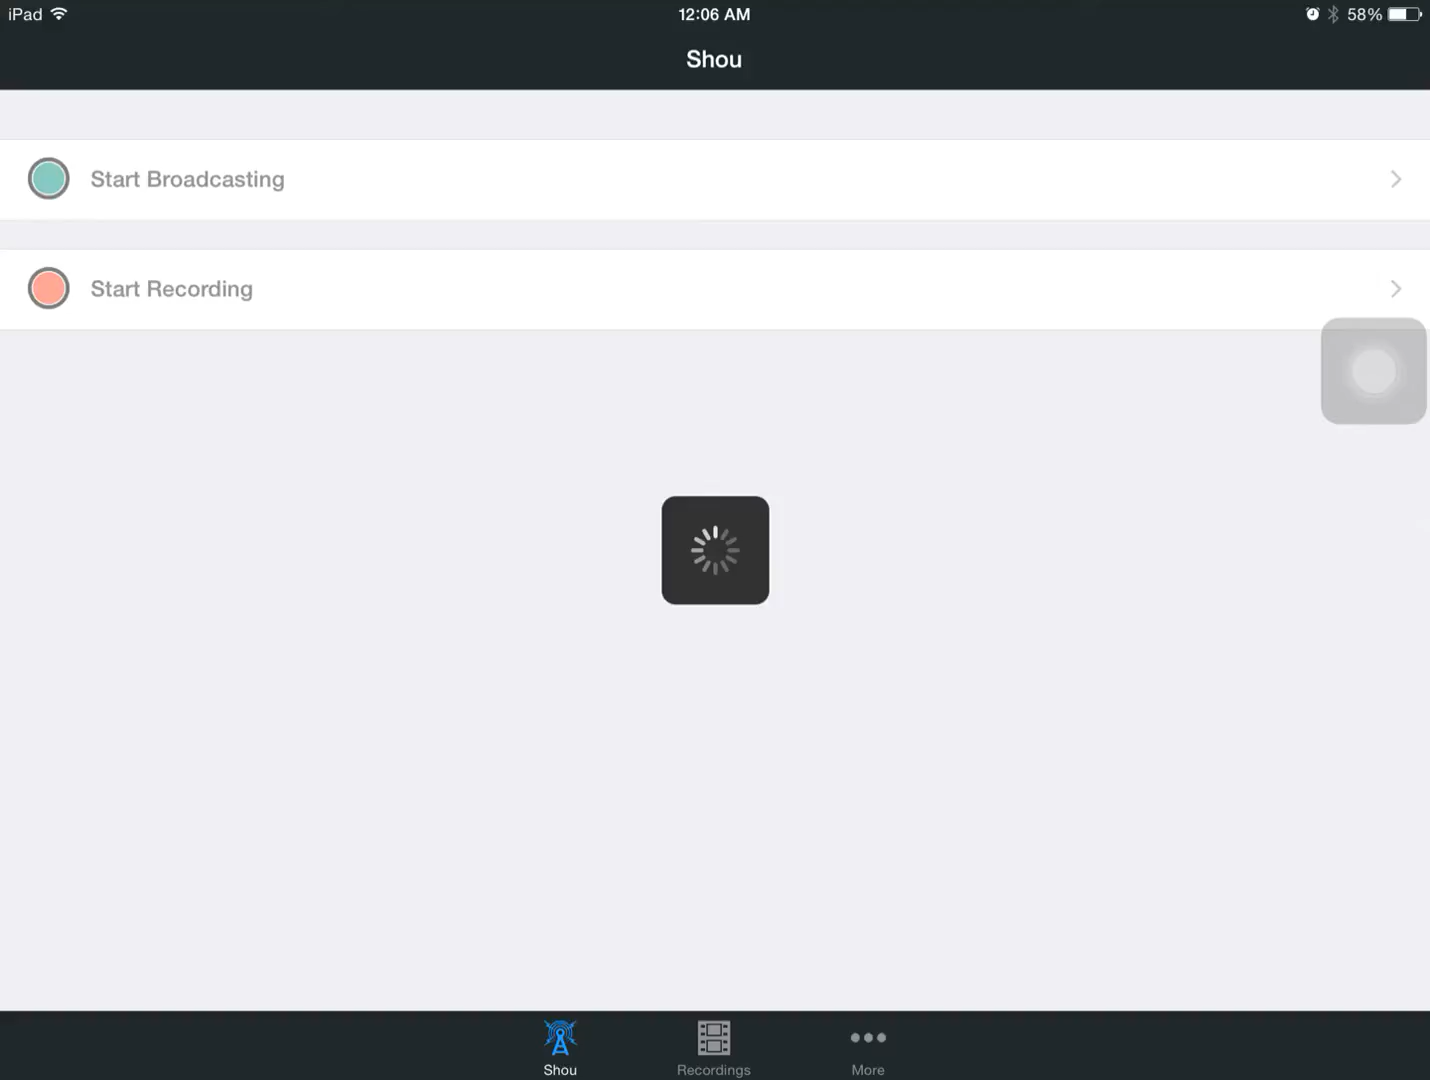 iPad
12:06 AM
58%
Shou
Start Broadcasting
Start Recording
Shou
Recordings
More